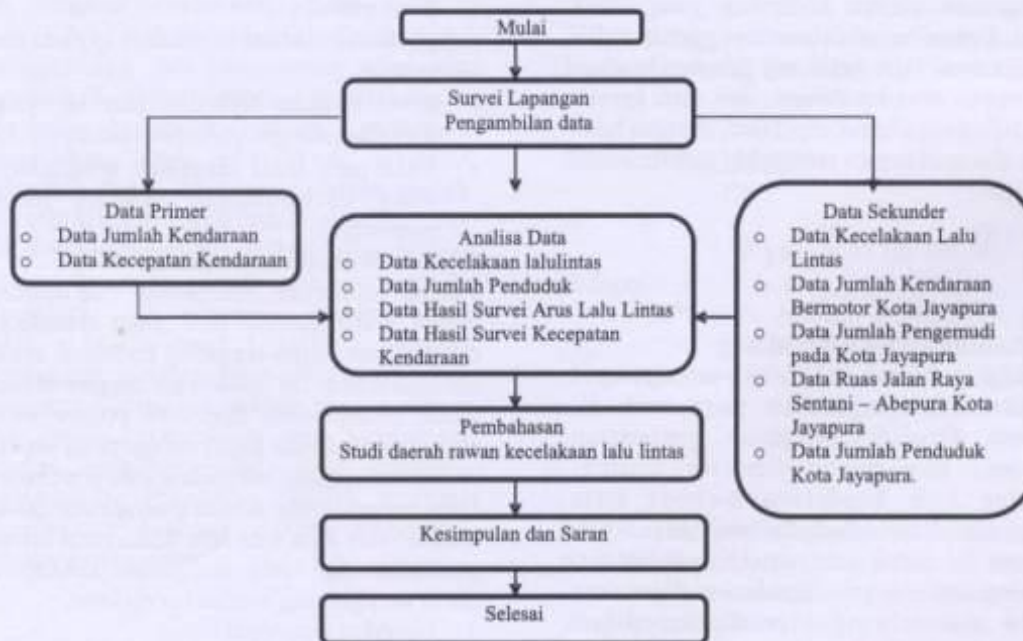 Mulai
Survei Lapangan
Pengambilan data
Data Primer
o Data Jumlah Kendaraan
o Data Kecepatan Kendaraan
Analisa Data
o Data Kecelakaan lalulintas
o Data Jumlah Penduduk
o Data Hasil Survei Arus Lalu Lintas
o Data Hasil Survei Kecepatan
Kendaraan
Data Sekunder
o Data Kecelakaan Lalu
Lintas
o Data Jumlah Kendaraan
Bermotor Kota Jayapura
o Data Jumlah Pengemudi
pada Kota Jayapura
o Data Ruas Jalan Raya
Sentani – Abepura Kota
Jayapura
o Data Jumlah Penduduk
Kota Jayapura.
Pembahasan
Studi daerah rawan kecelakaan lalu lintas
Kesimpulan dan Saran
Selesai